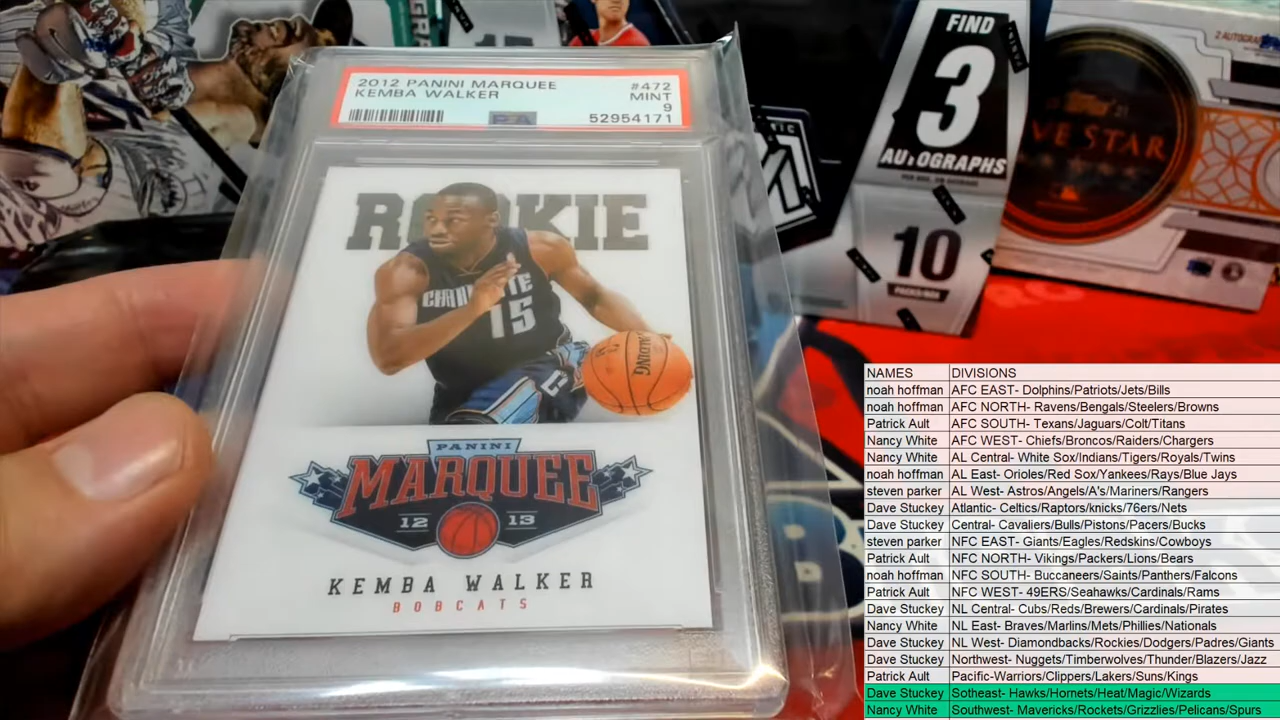 2012 PANINI MARQUEE #472
KEMBA WALKER MINT
9
52954171
PSA
ROOKIE
CHARLOTTE
15
SPALDING
PANINI
MARQUEE
12 13
KEMBA WALKER
BOBCATS
FIND
3
AUTOGRAPHS
10
2 AUTOGRAPH
VE STAR
NAMES DIVISIONS
noah hoffman AFC EAST- Dolphins/Patriots/Jets/Bills
noah hoffman AFC NORTH- Ravens/Bengals/Steelers/Browns
Patrick Ault AFC SOUTH- Texans/Jaguars/Colt/Titans
Nancy White AFC WEST- Chiefs/Broncos/Raiders/Chargers
Nancy White AL Central- White Sox/Indians/Tigers/Royals/Twins
noah hoffman AL East- Orioles/Red Sox/Yankees/Rays/Blue Jays
steven parker AL West- Astros/Angels/A's/Mariners/Rangers
Dave Stuckey Atlantic- Celtics/Raptors/knicks/76ers/Nets
Dave Stuckey Central- Cavaliers/Bulls/Pistons/Pacers/Bucks
steven parker NFC EAST- Giants/Eagles/Redskins/Cowboys
Patrick Ault NFC NORTH- Vikings/Packers/Lions/Bears
noah hoffman NFC SOUTH- Buccaneers/Saints/Panthers/Falcons
Patrick Ault NFC WEST- 49ERS/Seahawks/Cardinals/Rams
Dave Stuckey NL Central- Cubs/Reds/Brewers/Cardinals/Pirates
Nancy White NL East- Braves/Marlins/Mets/Phillies/Nationals
Dave Stuckey NL West- Diamondbacks/Rockies/Dodgers/Padres/Giants
Dave Stuckey Northwest- Nuggets/Timberwolves/Thunder/Blazers/Jazz
Patrick Ault Pacific-Warriors/Clippers/Lakers/Suns/Kings
Dave Stuckey Sotheast- Hawks/Hornets/Heat/Magic/Wizards
Nancy White Southwest- Mavericks/Rockets/Grizzlies/Pelicans/Spurs